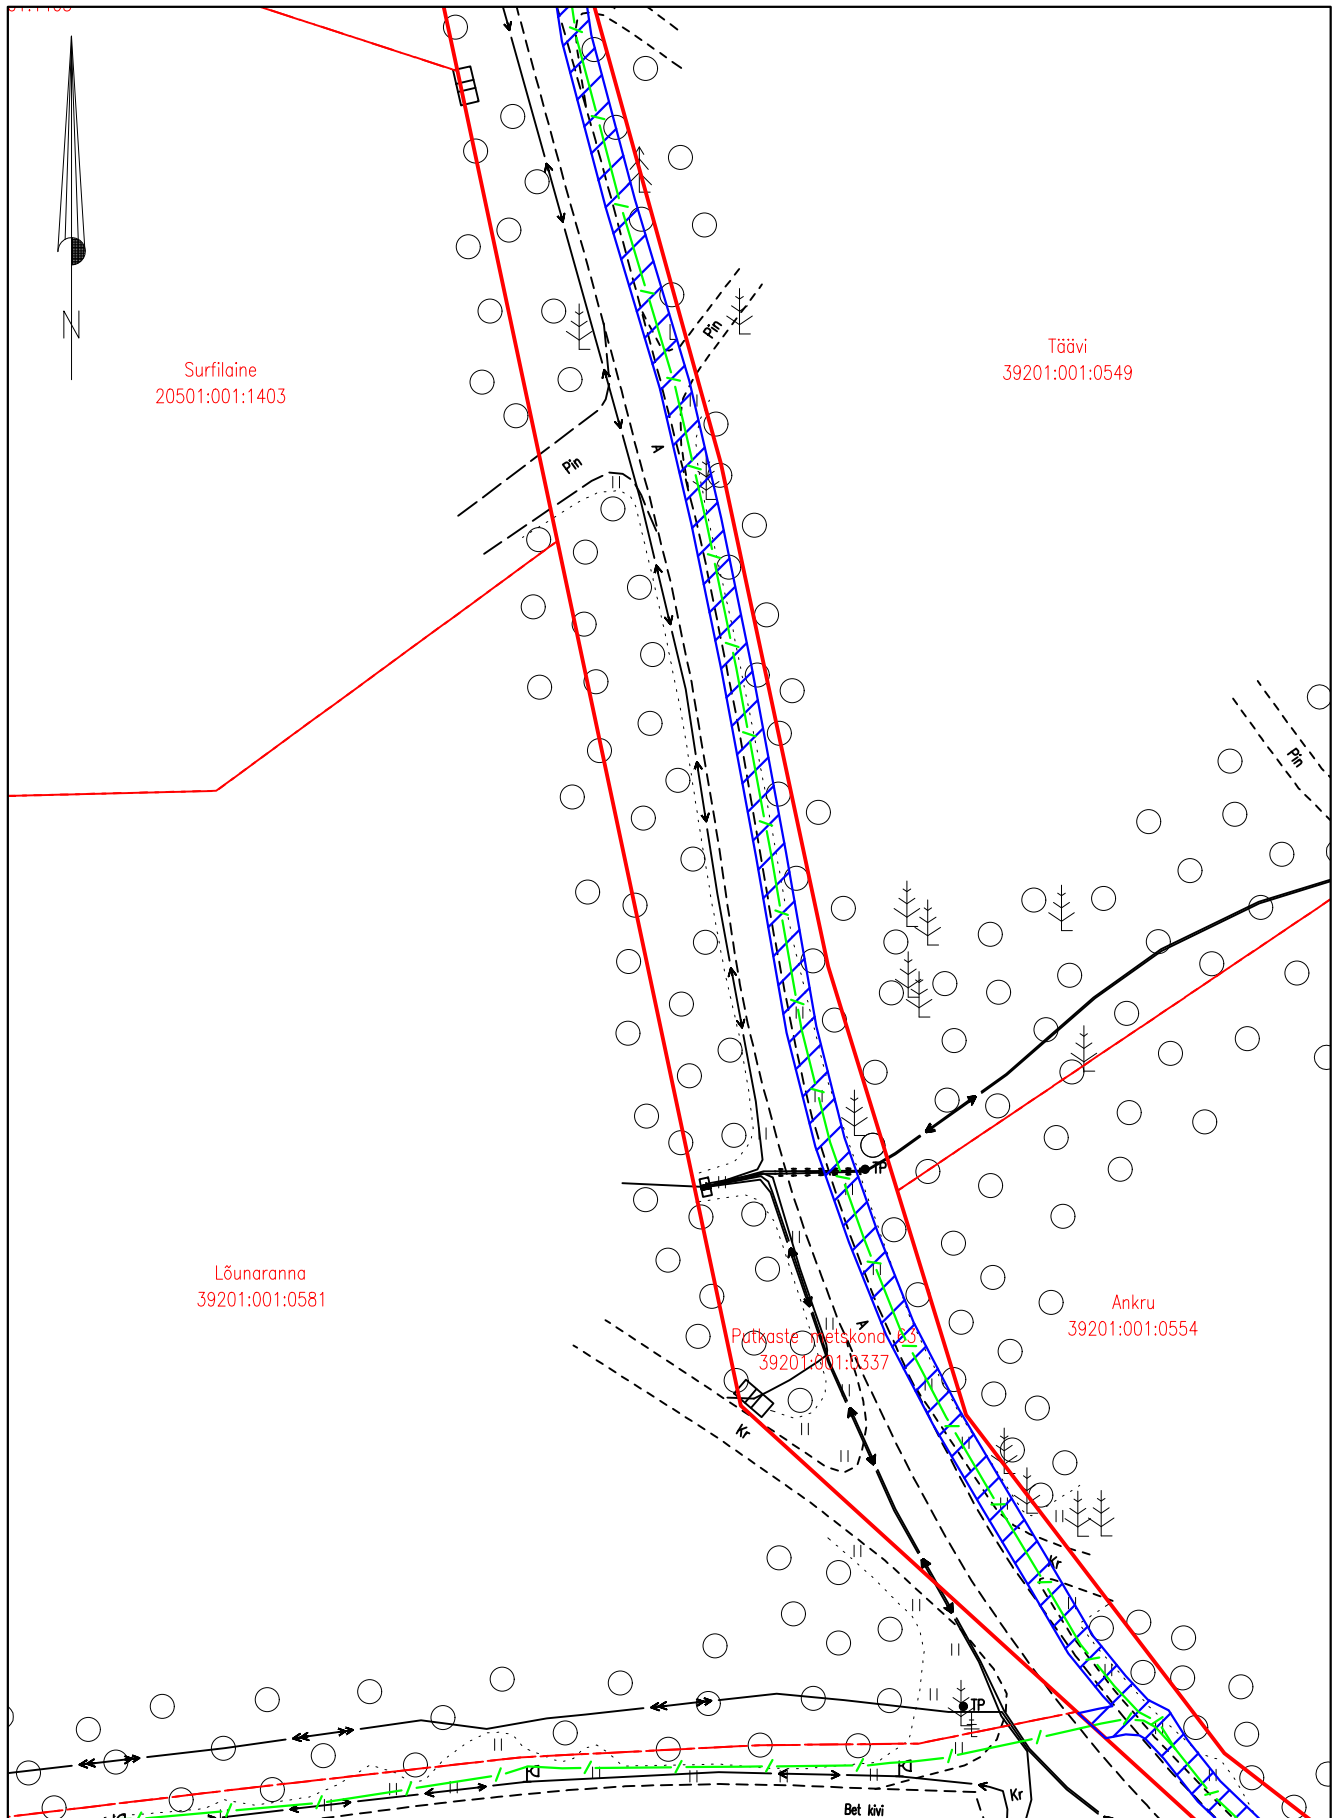 N
Surfilaine
20501:001:1403
Täävi
39201:001:0549
Pin
Pin
A
Pin
TP
Lõunaranna
39201:001:0581
Ankru
39201:001:0554
A
Putkaste metskond 63
39201:001:0337
Kr
Kr
TP
Kr
Bet kivi